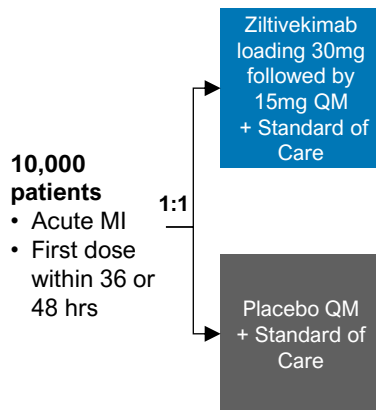 Ziltivekimab
loading 30mg
followed by
15mg QM
+ Standard of
Care
10,000
patients
• Acute MI
• First dose
within 36 or
48 hrs
1:1
Placebo QM
+ Standard of
Care